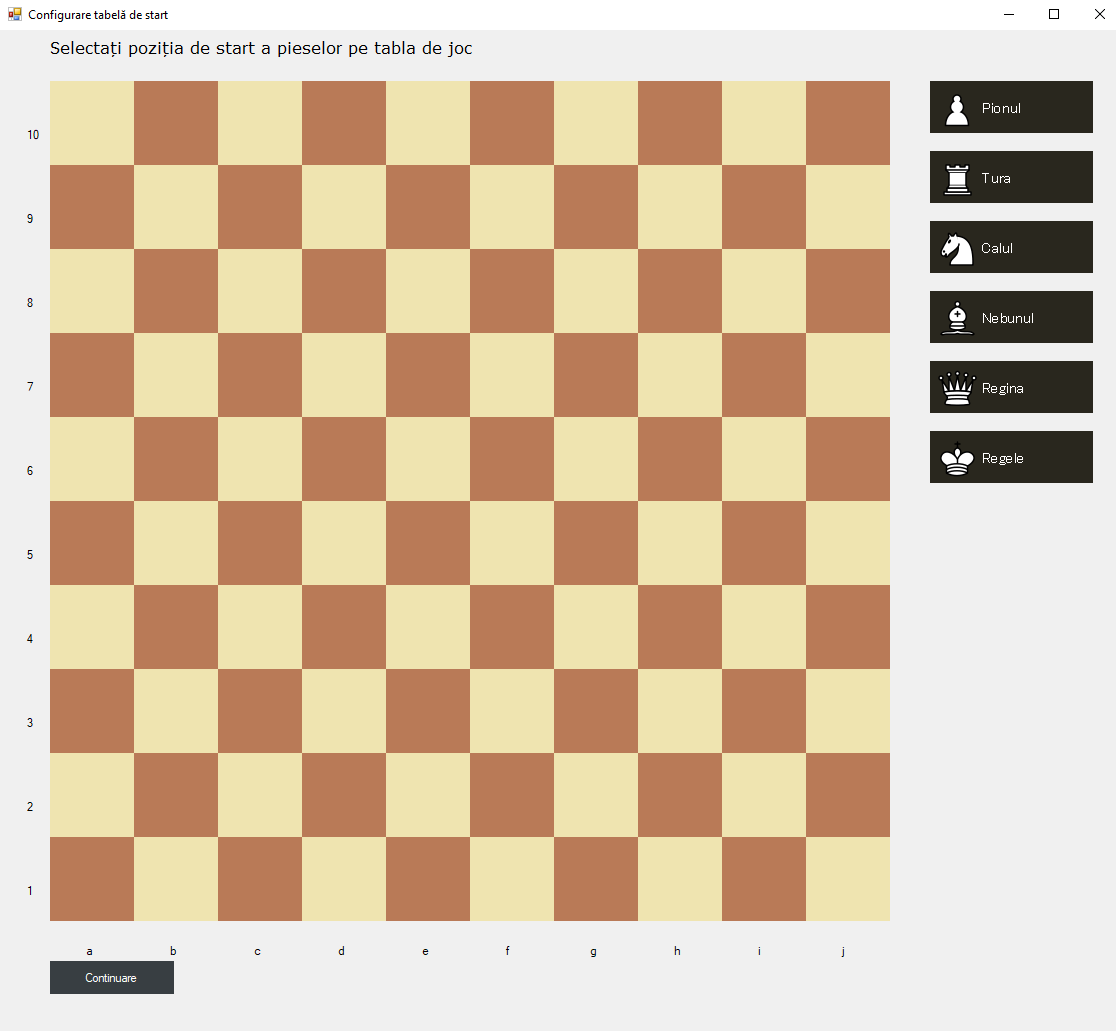 Configurare tabelă de start
Selectați poziția de start a pieselor pe tabla de joc
10
9
8
7
6
5
4
3
2
1
a b c d e f g h i j
Pionul
Tura
Calul
Nebunul
Regina
Regele
Continuare